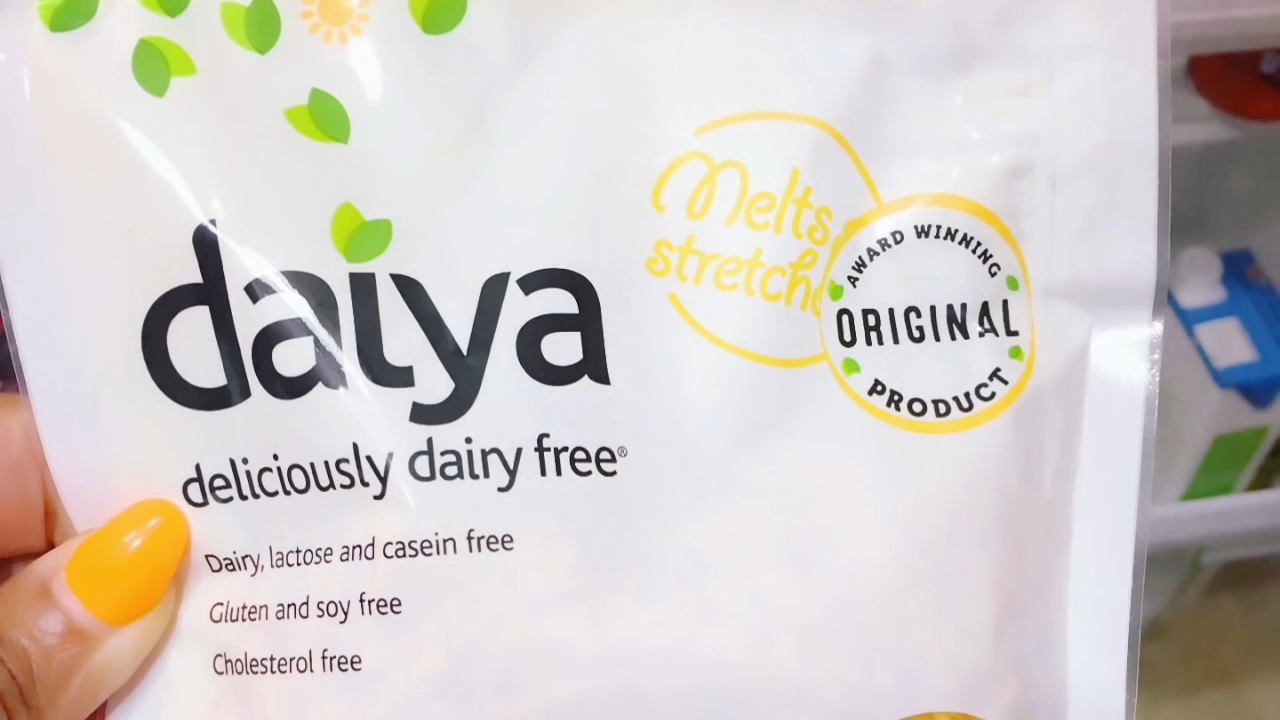 daiya
deliciously dairy free®
Dairy, lactose and casein free
Gluten and soy free
Cholesterol free
Melts
AWARD WINNING
ORIGINAL
PRODUCT